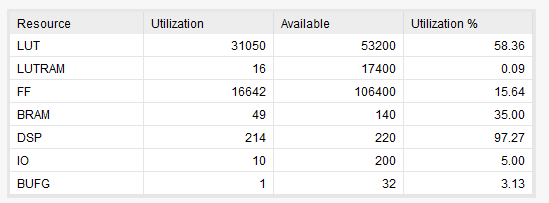 Resource Utilization Available Utilization %
LUT 31050 53200 58.36
LUTRAM 16 17400 0.09
FF 16642 106400 15.64
BRAM 49 140 35.00
DSP 214 220 97.27
IO 10 200 5.00
BUFG 1 32 3.13